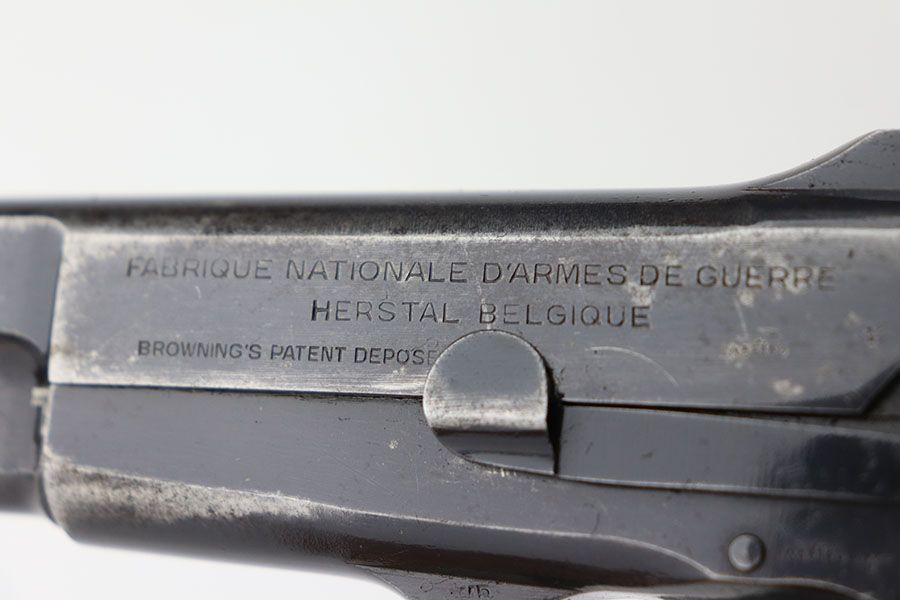 FABRIQUE NATIONALE D'ARMES DE GUERRE
HERSTAL BELGIQUE
BROWNING'S PATENT DEPOSE